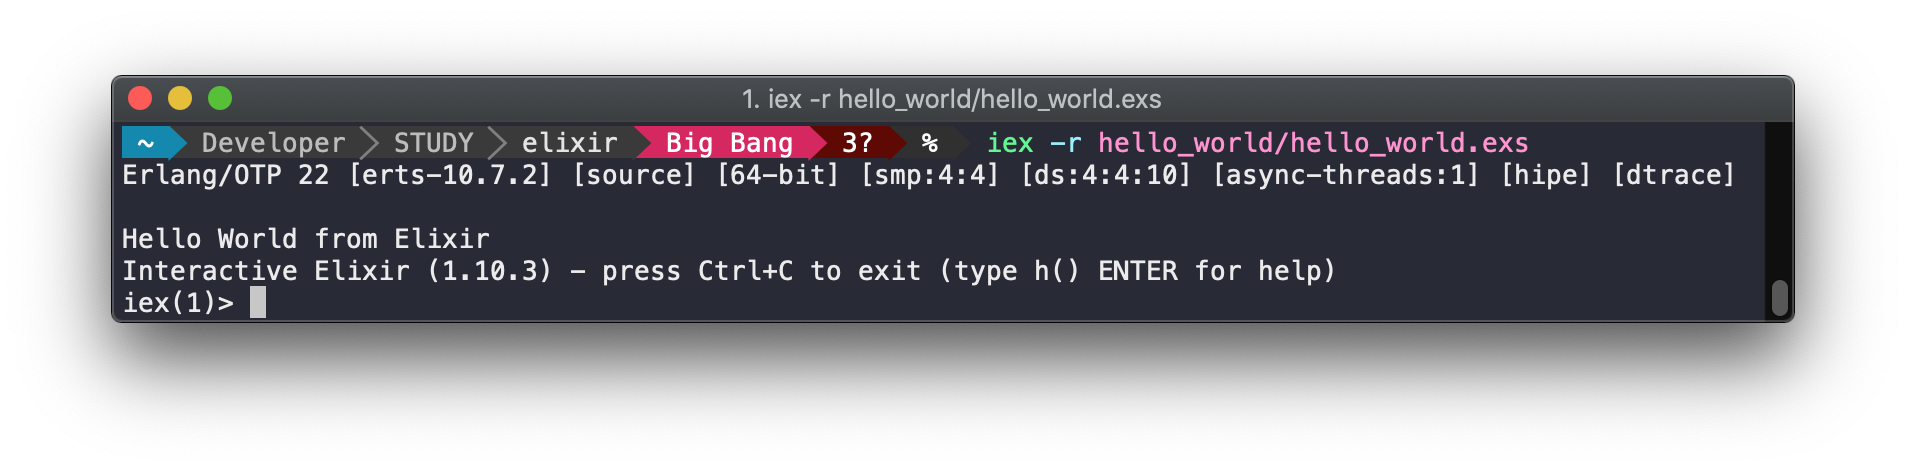 1. iex -r hello_world/hello_world.exs
~ Developer STUDY elixir Big Bang 3? % iex -r hello_world/hello_world.exs
Erlang/OTP 22 [erts-10.7.2] [source] [64-bit] [smp:4:4] [ds:4:4:10] [async-threads:1] [hipe] [dtrace]
Hello World from Elixir
Interactive Elixir (1.10.3) - press Ctrl+C to exit (type h() ENTER for help)
iex(1)>